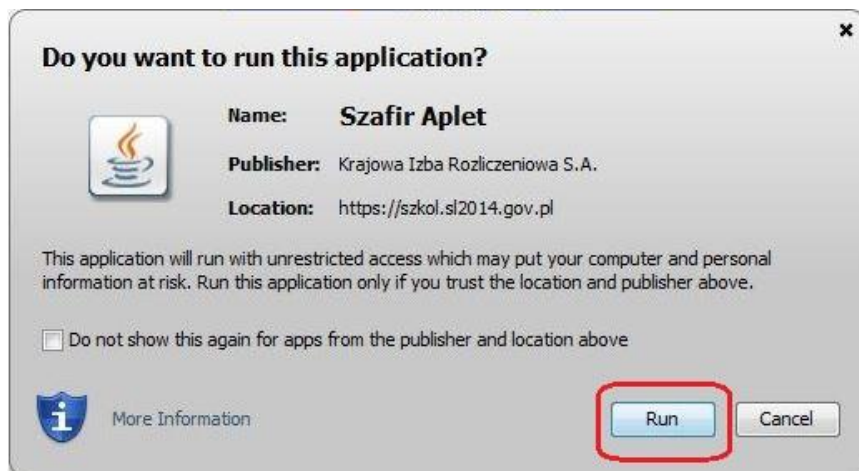 Do you want to run this application?
Name: Szafir Aplet
Publisher: Krajowa Izba Rozliczeniowa S.A.
Location: https://szkol.sl2014.gov.pl
This application will run with unrestricted access which may put your computer and personal
information at risk. Run this application only if you trust the location and publisher above.
Do not show this again for apps from the publisher and location above
More Information
Run
Cancel